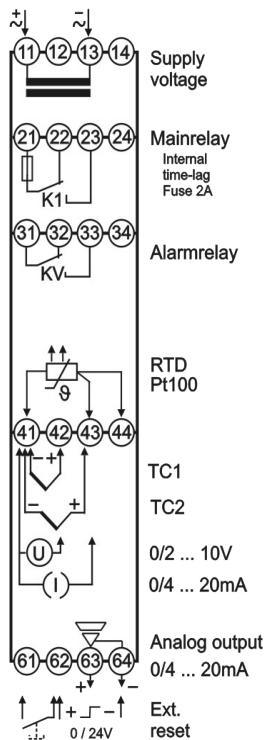 ≂+ ≂−
11 12 13 14
Supply
voltage
21 22 23 24
Mainrelay
Internal
time-lag
Fuse 2A
K1
31 32 33 34
Alarmrelay
KV
RTD
Pt100
ϑ
41 42 43 44
− + TC1
− + TC2
U 0/2 ... 10V
I 0/4 ... 20mA
Analog output
61 62 63 64
0/4 ... 20mA
+ −
+ − Ext.
reset
0 / 24V